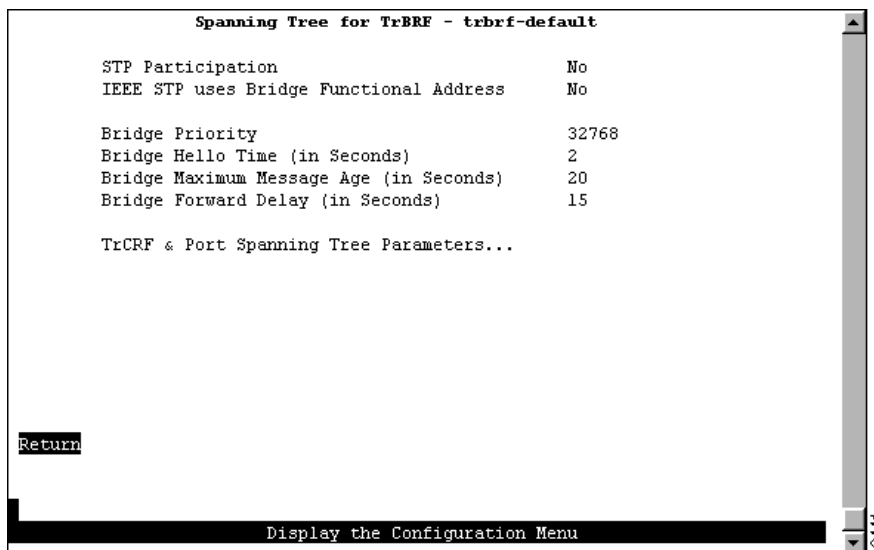 Spanning Tree for TrBRF - trbrf-default
STP Participation No
IEEE STP uses Bridge Functional Address No
Bridge Priority 32768
Bridge Hello Time (in Seconds) 2
Bridge Maximum Message Age (in Seconds) 20
Bridge Forward Delay (in Seconds) 15
TrCRF & Port Spanning Tree Parameters...
Return
Display the Configuration Menu